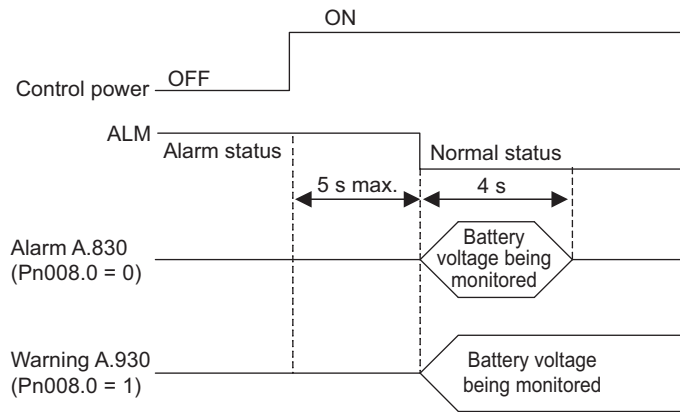 ON
OFF
Control power
ALM
Alarm status
Normal status
5 s max.
4 s
Alarm A.830
(Pn008.0 = 0)
Battery
voltage being
monitored
Warning A.930
(Pn008.0 = 1)
Battery voltage
being monitored